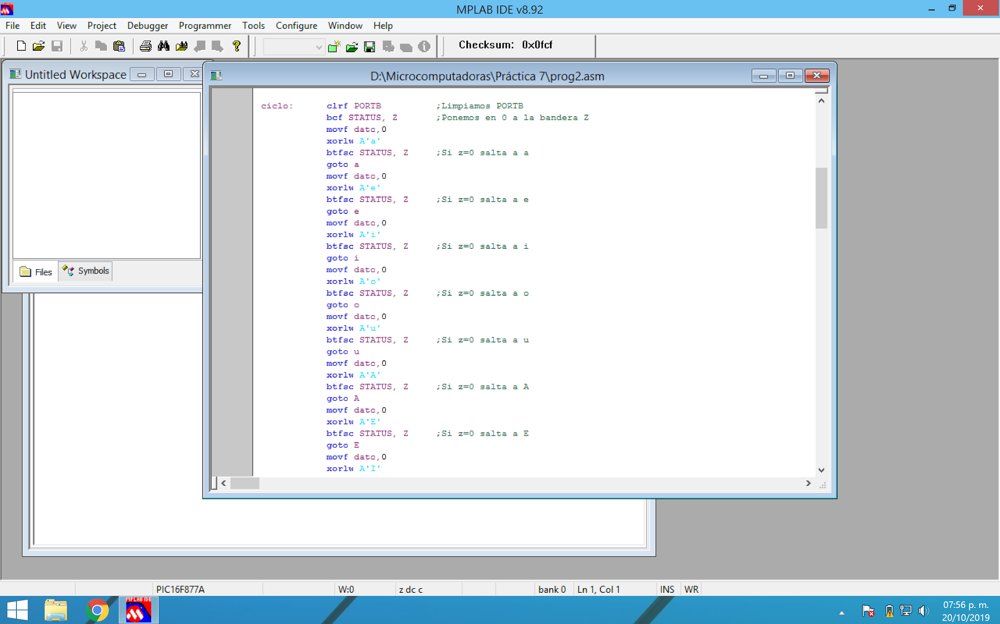 MPLAB IDE v8.92
File Edit View Project Debugger Programmer Tools Configure Window Help
Checksum: 0x0fcf
Untitled Workspace
Files Symbols
D:\Microcomputadoras\Práctica 7\prog2.asm
ciclo: clrf PORTB ;Limpiamos PORTB
bcf STATUS, Z ;Ponemos en 0 a la bandera Z
movf dato,0
xorlw A'a'
btfsc STATUS, Z ;Si z=0 salta a a
goto a
movf dato,0
xorlw A'e'
btfsc STATUS, Z ;Si z=0 salta a e
goto e
movf dato,0
xorlw A'i'
btfsc STATUS, Z ;Si z=0 salta a i
goto i
movf dato,0
xorlw A'o'
btfsc STATUS, Z ;Si z=0 salta a o
goto o
movf dato,0
xorlw A'u'
btfsc STATUS, Z ;Si z=0 salta a u
goto u
movf dato,0
xorlw A'A'
btfsc STATUS, Z ;Si z=0 salta a A
goto A
movf dato,0
xorlw A'E'
btfsc STATUS, Z ;Si z=0 salta a E
goto E
movf dato,0
xorlw A'I'
PIC16F877A W:0 z dc c bank 0 Ln 1, Col 1 INS WR
MPLAB IDE
07:56 p. m.
20/10/2019